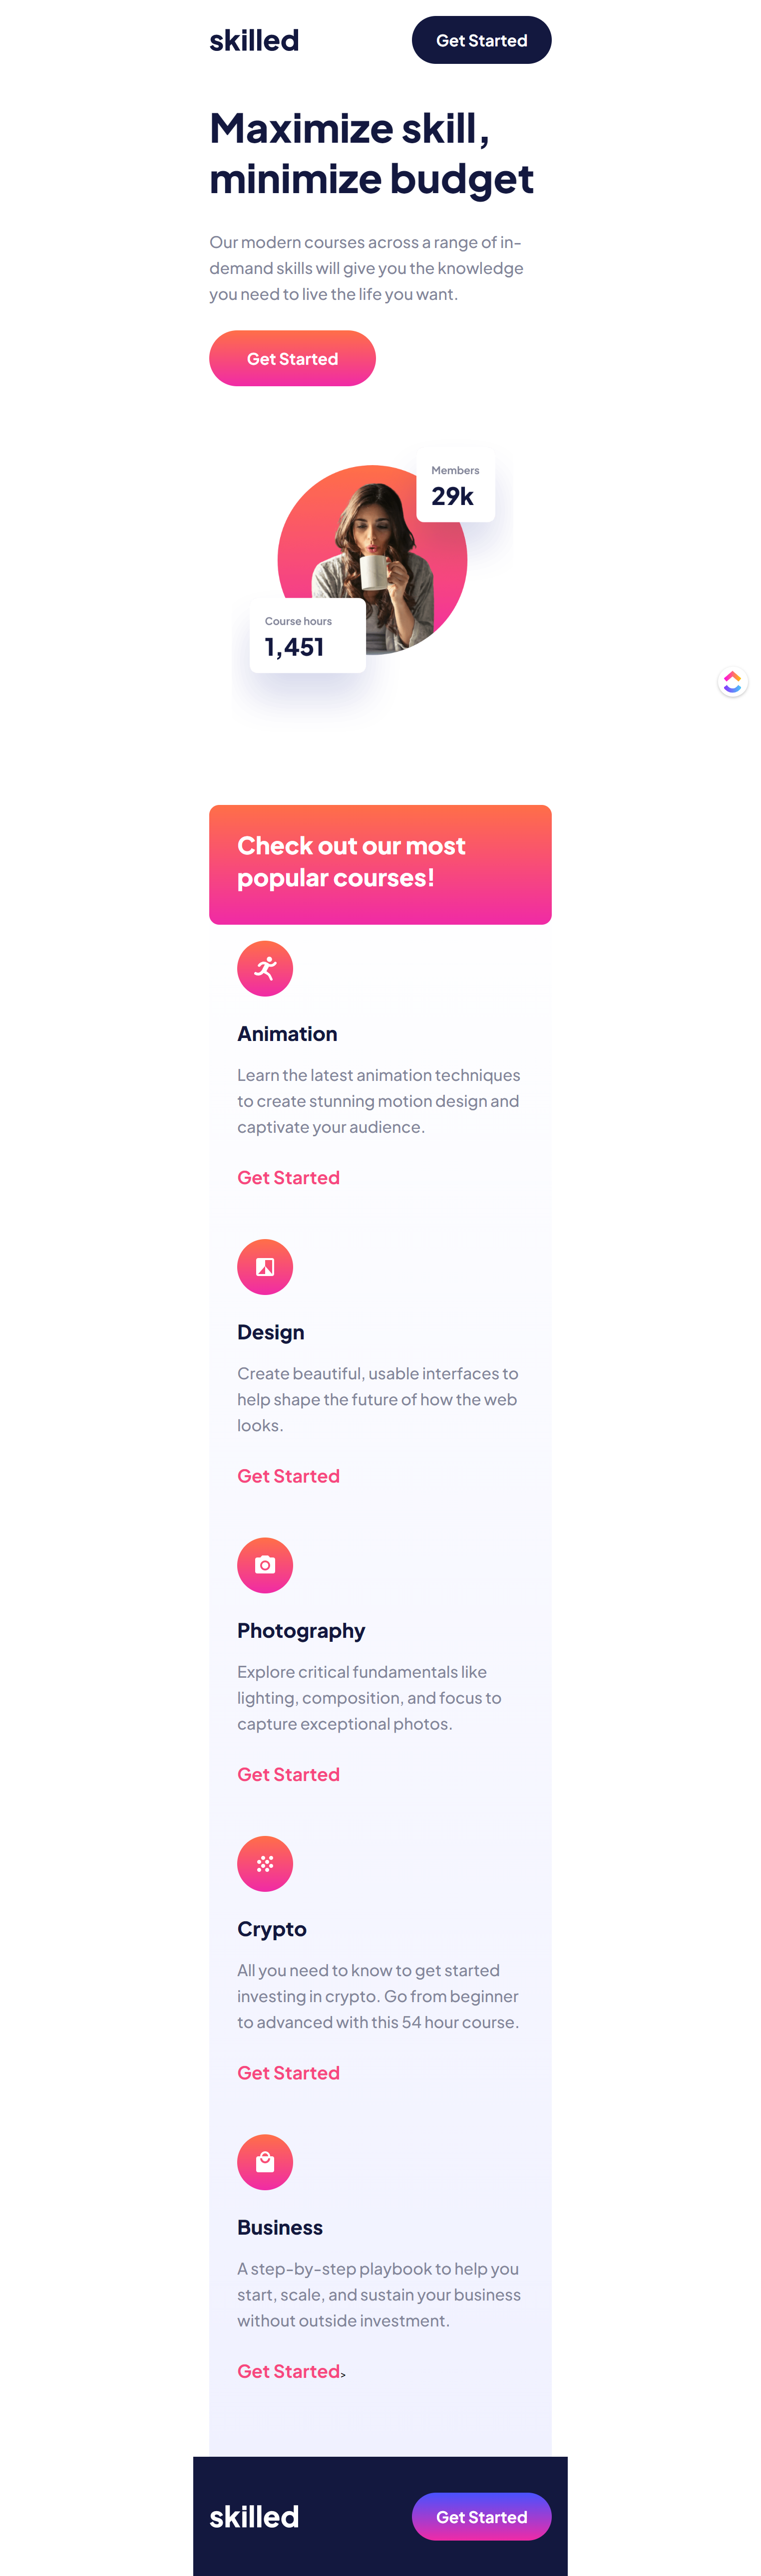 skilled
Get Started
Maximize skill,
minimize budget
Our modern courses across a range of in-
demand skills will give you the knowledge
you need to live the life you want.
Get Started
Members
29k
Course hours
1,451
Check out our most
popular courses!
Animation
Learn the latest animation techniques
to create stunning motion design and
captivate your audience.
Get Started
Design
Create beautiful, usable interfaces to
help shape the future of how the web
looks.
Get Started
Photography
Explore critical fundamentals like
lighting, composition, and focus to
capture exceptional photos.
Get Started
Crypto
All you need to know to get started
investing in crypto. Go from beginner
to advanced with this 54 hour course.
Get Started
Business
A step-by-step playbook to help you
start, scale, and sustain your business
without outside investment.
Get Started>
skilled
Get Started